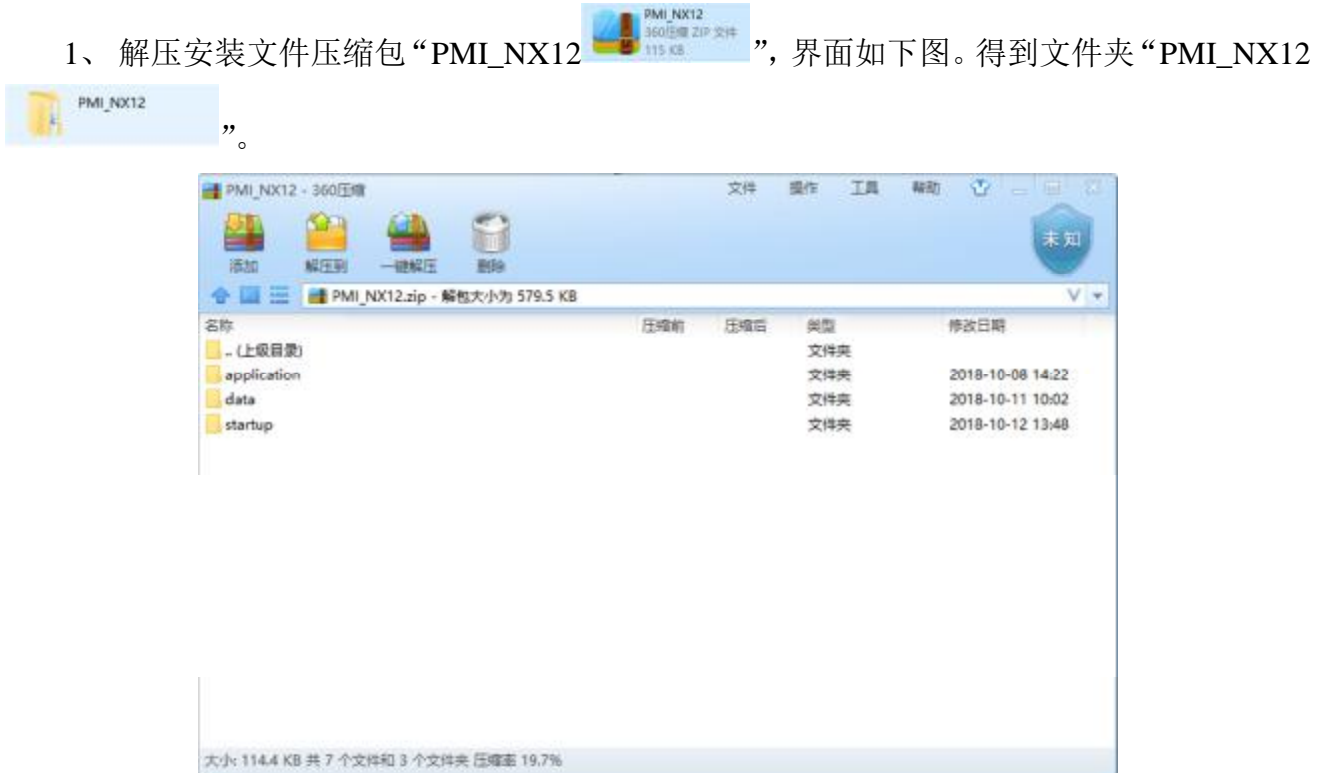 1、 解压安装文件压缩包“PMI_NX12 PMI_NX12 360压缩 ZIP 文件 115 KB ”，界面如下图。得到文件夹“PMI_NX12
PMI_NX12 ”。
PMI_NX12 - 360压缩 文件 操作 工具 帮助
添加 解压到 一键解压 删除 未知
PMI_NX12.zip - 解包大小为 579.5 KB
名称 压缩前 压缩后 类型 修改日期
.. (上级目录) 文件夹
application 文件夹 2018-10-08 14:22
data 文件夹 2018-10-11 10:02
startup 文件夹 2018-10-12 13:48
大小: 114.4 KB 共 7 个文件和 3 个文件夹 压缩率 19.7%